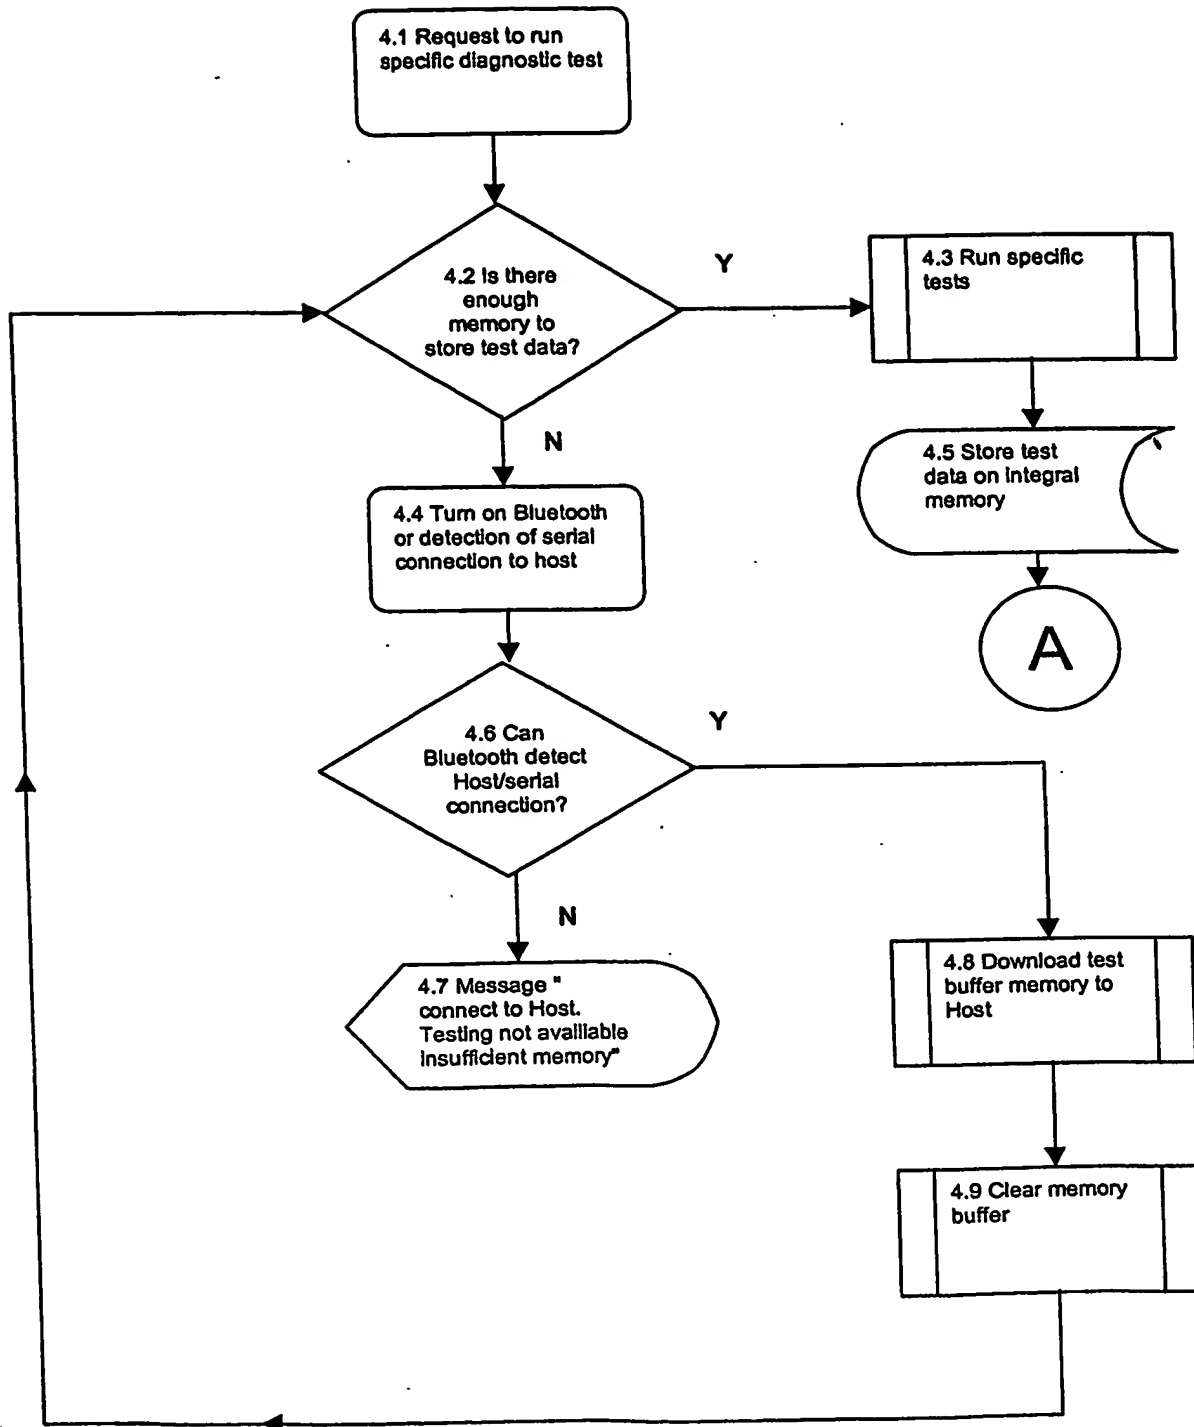 4.1 Request to run
specific diagnostic test
4.2 Is there
enough
memory to
store test data?
Y
4.3 Run specific
tests
N
4.5 Store test
data on integral
memory
4.4 Turn on Bluetooth
or detection of serial
connection to host
A
4.6 Can
Bluetooth detect
Host/serial
connection?
Y
N
4.7 Message "
connect to Host.
Testing not availiable
insufficient memory"
4.8 Download test
buffer memory to
Host
4.9 Clear memory
buffer